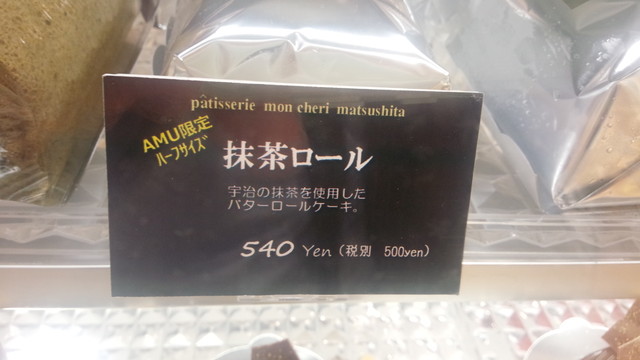 pâtisserie mon cheri matsushita
AMU限定
ハーフサイズ
抹茶ロール
宇治の抹茶を使用した
バターロールケーキ。
540 Yen（税別 500yen）